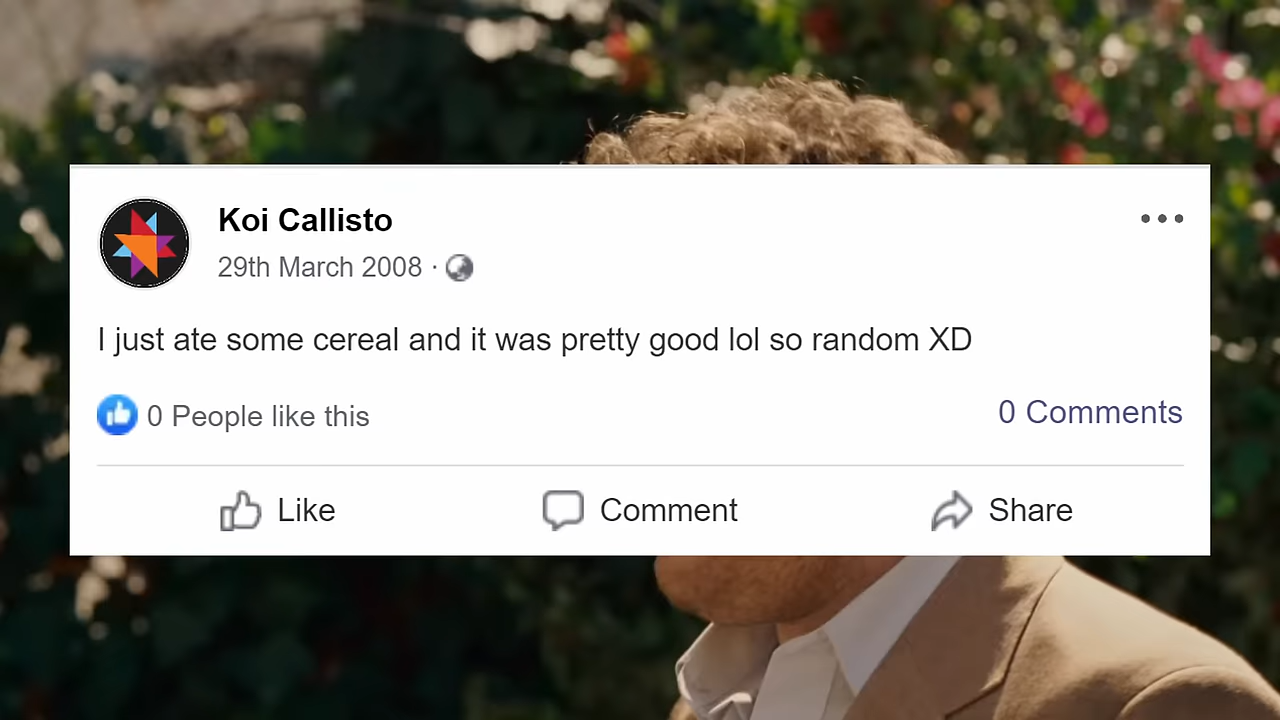 Koi Callisto
29th March 2008 ·
I just ate some cereal and it was pretty good lol so random XD
0 People like this
0 Comments
Like
Comment
Share